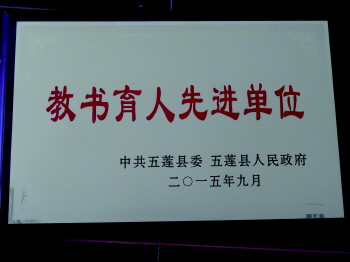 教书育人先进单位
中共五莲县委 五莲县人民政府
二〇一五年九月